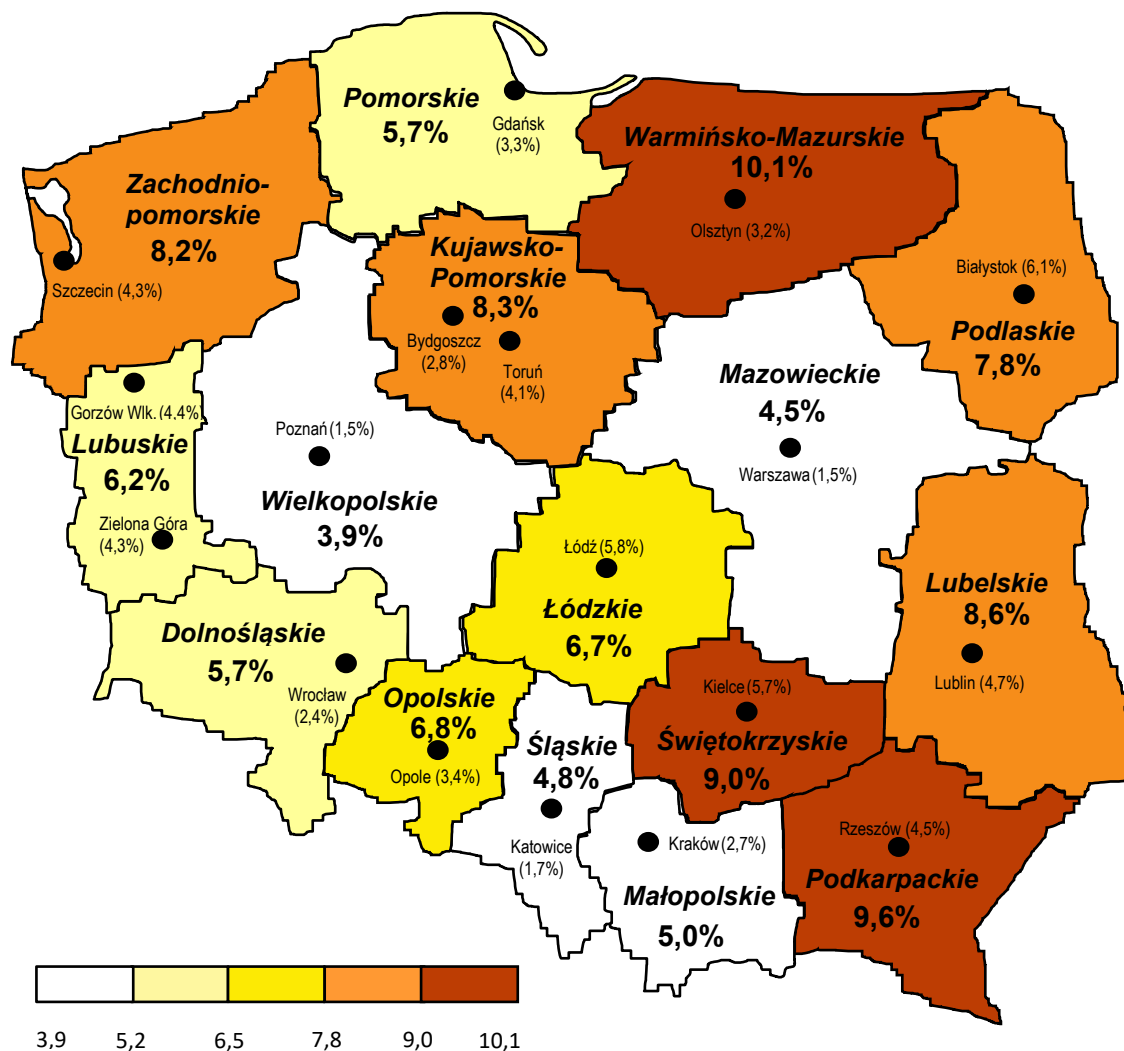 Pomorskie
5,7%
Gdańsk
(3,3%)
Warmińsko-Mazurskie
10,1%
Olsztyn (3,2%)
Zachodnio-
pomorskie
8,2%
Szczecin (4,3%)
Kujawsko-
Pomorskie
8,3%
Bydgoszcz
(2,8%)
Toruń
(4,1%)
Białystok (6,1%)
Podlaskie
7,8%
Mazowieckie
4,5%
Warszawa (1,5%)
Gorzów Wlk. (4,4%
Lubuskie
6,2%
Zielona Góra
(4,3%)
Poznań (1,5%)
Wielkopolskie
3,9%
Łódź (5,8%)
Łódzkie
6,7%
Lubelskie
8,6%
Lublin (4,7%)
Dolnośląskie
5,7%
Wrocław
(2,4%)
Opolskie
6,8%
Opole (3,4%)
Śląskie
4,8%
Katowice
(1,7%)
Kielce (5,7%)
Świętokrzyskie
9,0%
Kraków (2,7%)
Małopolskie
5,0%
Rzeszów (4,5%)
Podkarpackie
9,6%
3,9 5,2 6,5 7,8 9,0 10,1